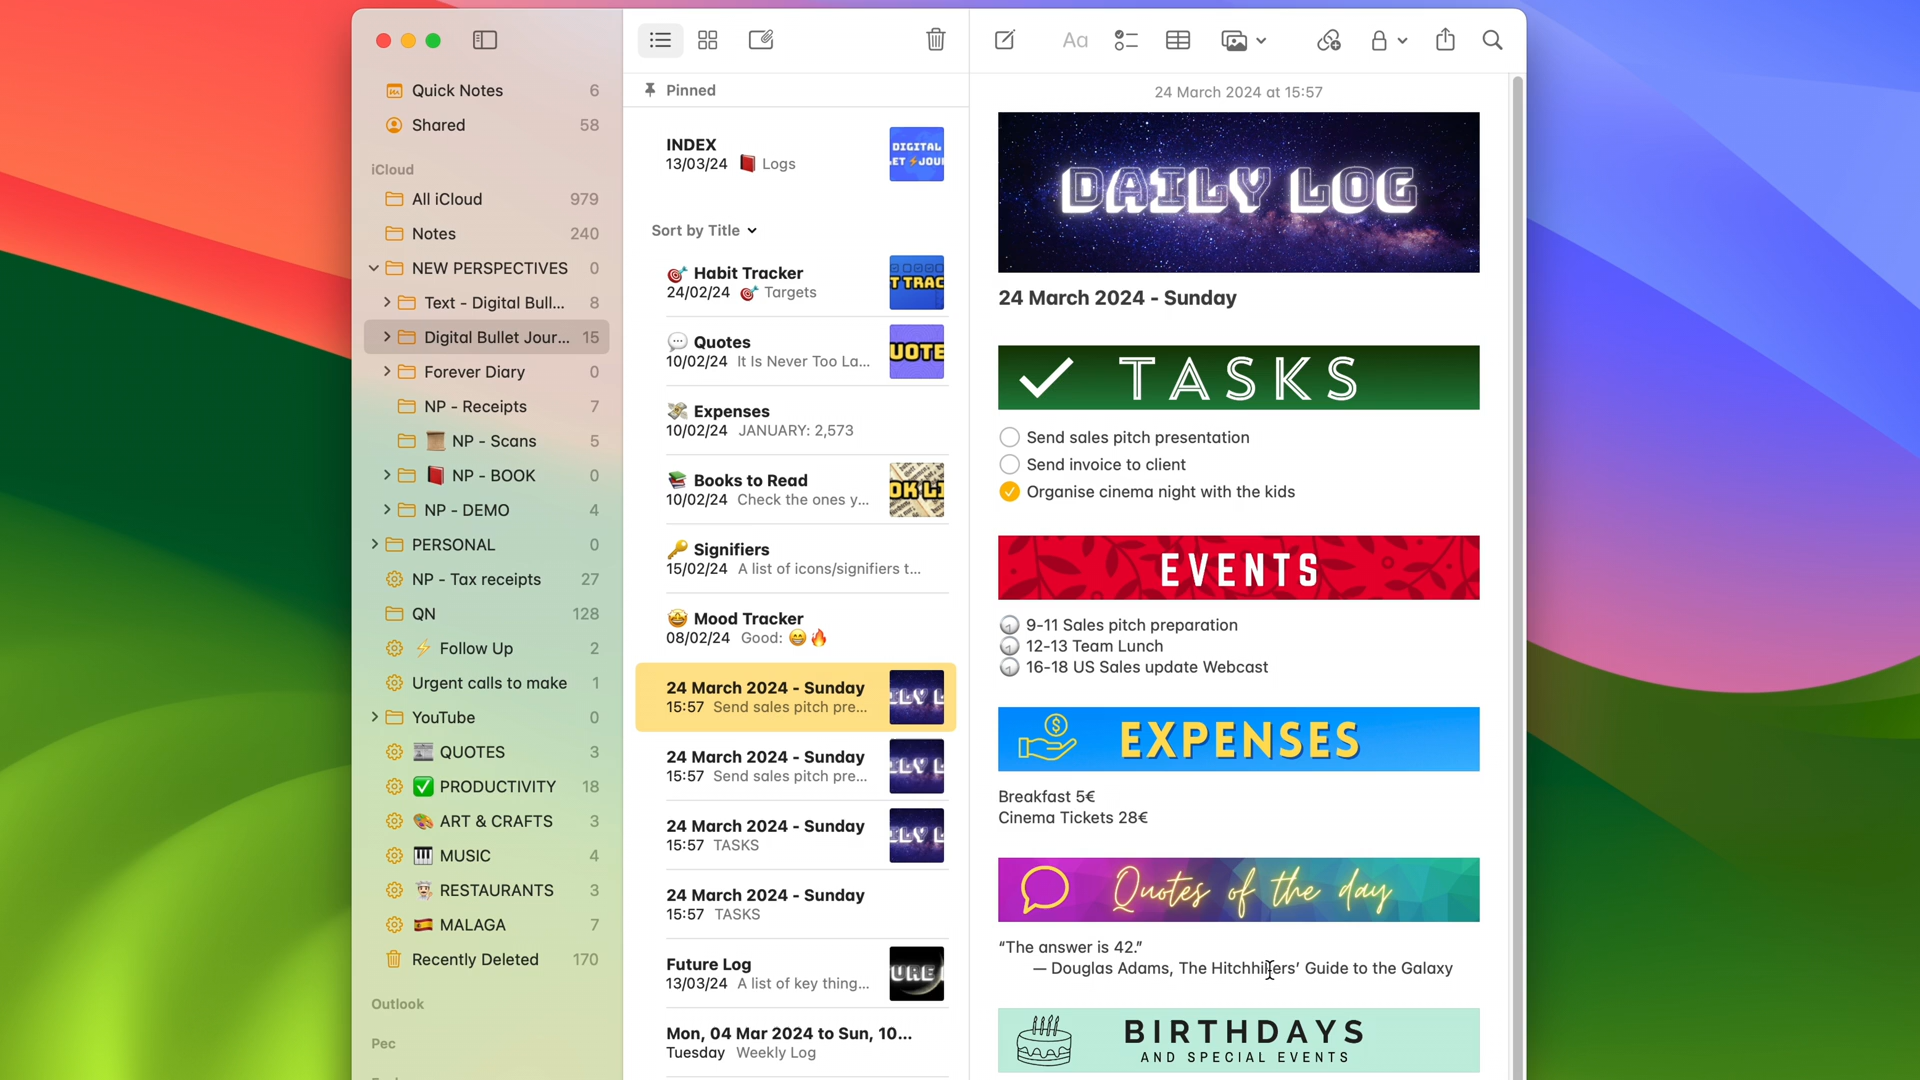 Quick Notes 6
Shared 58
iCloud
All iCloud 979
Notes 240
NEW PERSPECTIVES 0
Text - Digital Bull... 8
Digital Bullet Jour... 15
Forever Diary 0
NP - Receipts 7
NP - Scans 5
NP - BOOK 0
NP - DEMO 4
PERSONAL 0
NP - Tax receipts 27
QN 128
Follow Up 2
Urgent calls to make 1
YouTube 0
QUOTES 3
PRODUCTIVITY 18
ART & CRAFTS 3
MUSIC 4
RESTAURANTS 3
MALAGA 7
Recently Deleted 170
Outlook
Pec
Pinned
INDEX
13/03/24 Logs
DIGITAL
ET⚡JOU
Sort by Title
Habit Tracker
24/02/24 Targets
T TRAC
Quotes
10/02/24 It Is Never Too La...
UOTE
Expenses
10/02/24 JANUARY: 2,573
Books to Read
10/02/24 Check the ones y...
OK LI
Signifiers
15/02/24 A list of icons/signifiers t...
Mood Tracker
08/02/24 Good: 😁🔥
24 March 2024 - Sunday
15:57 Send sales pitch pre...
ILY L
24 March 2024 - Sunday
15:57 Send sales pitch pre...
ILY L
24 March 2024 - Sunday
15:57 TASKS
ILY L
24 March 2024 - Sunday
15:57 TASKS
Future Log
13/03/24 A list of key thing...
URE
Mon, 04 Mar 2024 to Sun, 10...
Tuesday Weekly Log
Aa
24 March 2024 at 15:57
DAILY LOG
24 March 2024 - Sunday
TASKS
Send sales pitch presentation
Send invoice to client
Organise cinema night with the kids
EVENTS
9-11 Sales pitch preparation
12-13 Team Lunch
16-18 US Sales update Webcast
EXPENSES
Breakfast 5€
Cinema Tickets 28€
Quotes of the day
“The answer is 42.”
— Douglas Adams, The Hitchhikers’ Guide to the Galaxy
BIRTHDAYS
AND SPECIAL EVENTS